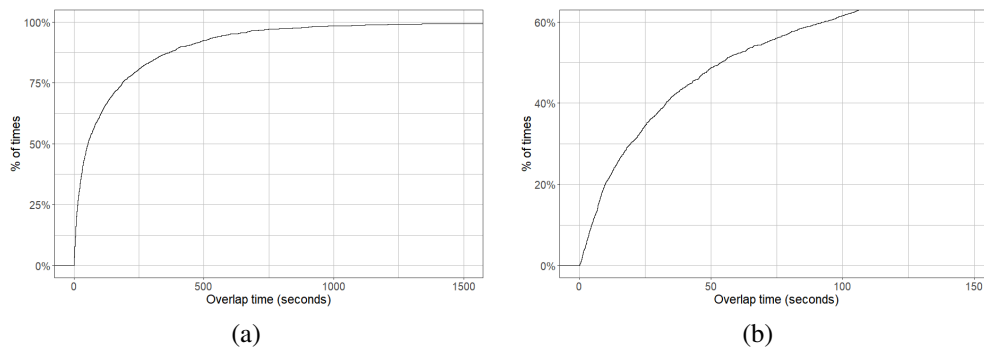 100%
75%
50%
25%
0%
% of times
0
500
1000
1500
Overlap time (seconds)
(a)
60%
40%
20%
0%
% of times
0
50
100
150
Overlap time (seconds)
(b)